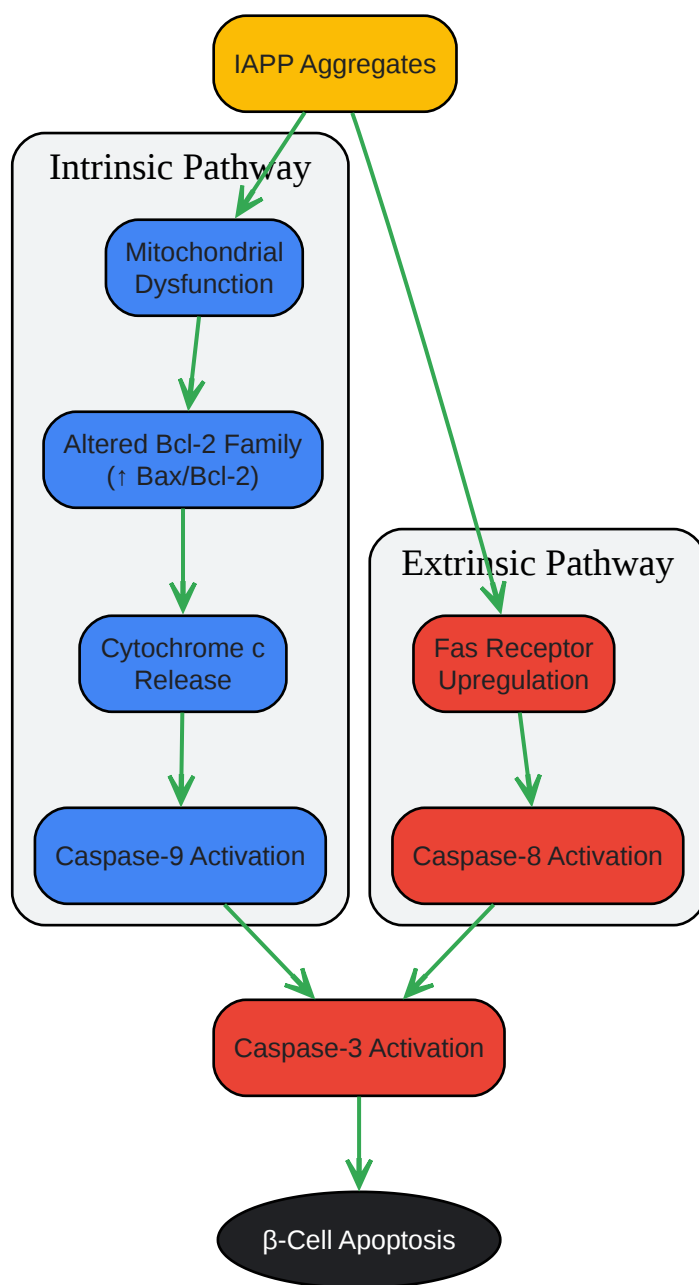 IAPP Aggregates
Intrinsic Pathway
Mitochondrial
Dysfunction
Altered Bcl-2 Family
(↑ Bax/Bcl-2)
Cytochrome c
Release
Caspase-9 Activation
Extrinsic Pathway
Fas Receptor
Upregulation
Caspase-8 Activation
Caspase-3 Activation
β-Cell Apoptosis